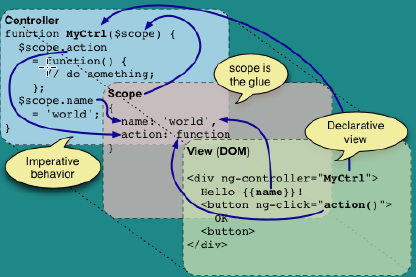 Controller
function MyCtrl($scope) {
$scope.action
= function() {
// do something;
};
$scope.name
= 'world';
}
scope is
the glue
Scope
{
name: 'world',
action: function
}
Declarative
view
Imperative
behavior
View (DOM)
<div ng-controller="MyCtrl">
Hello {{name}}!
<button ng-click="action()">
OK
<button>
</div>